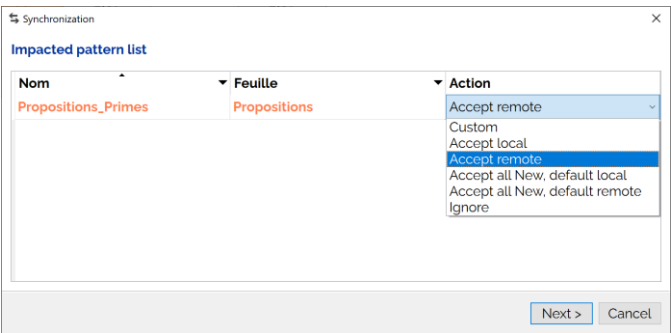 Synchronization
Impacted pattern list
Nom Feuille Action
Propositions_Primes Propositions Accept remote
Custom
Accept local
Accept remote
Accept all New, default local
Accept all New, default remote
Ignore
Next > Cancel